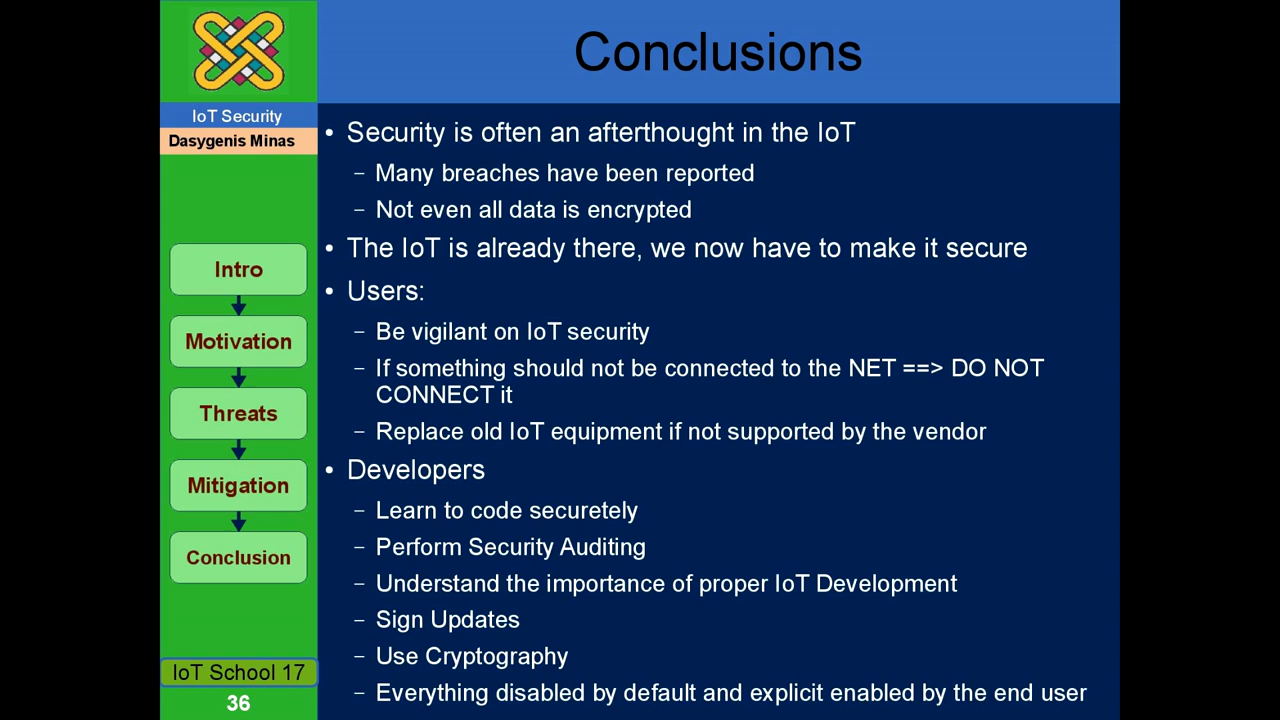 Conclusions
IoT Security
Dasygenis Minas
Intro
Motivation
Threats
Mitigation
Conclusion
IoT School 17
36
• Security is often an afterthought in the IoT
– Many breaches have been reported
– Not even all data is encrypted
• The IoT is already there, we now have to make it secure
• Users:
– Be vigilant on IoT security
– If something should not be connected to the NET ==> DO NOT
CONNECT it
– Replace old IoT equipment if not supported by the vendor
• Developers
– Learn to code securetely
– Perform Security Auditing
– Understand the importance of proper IoT Development
– Sign Updates
– Use Cryptography
– Everything disabled by default and explicit enabled by the end user